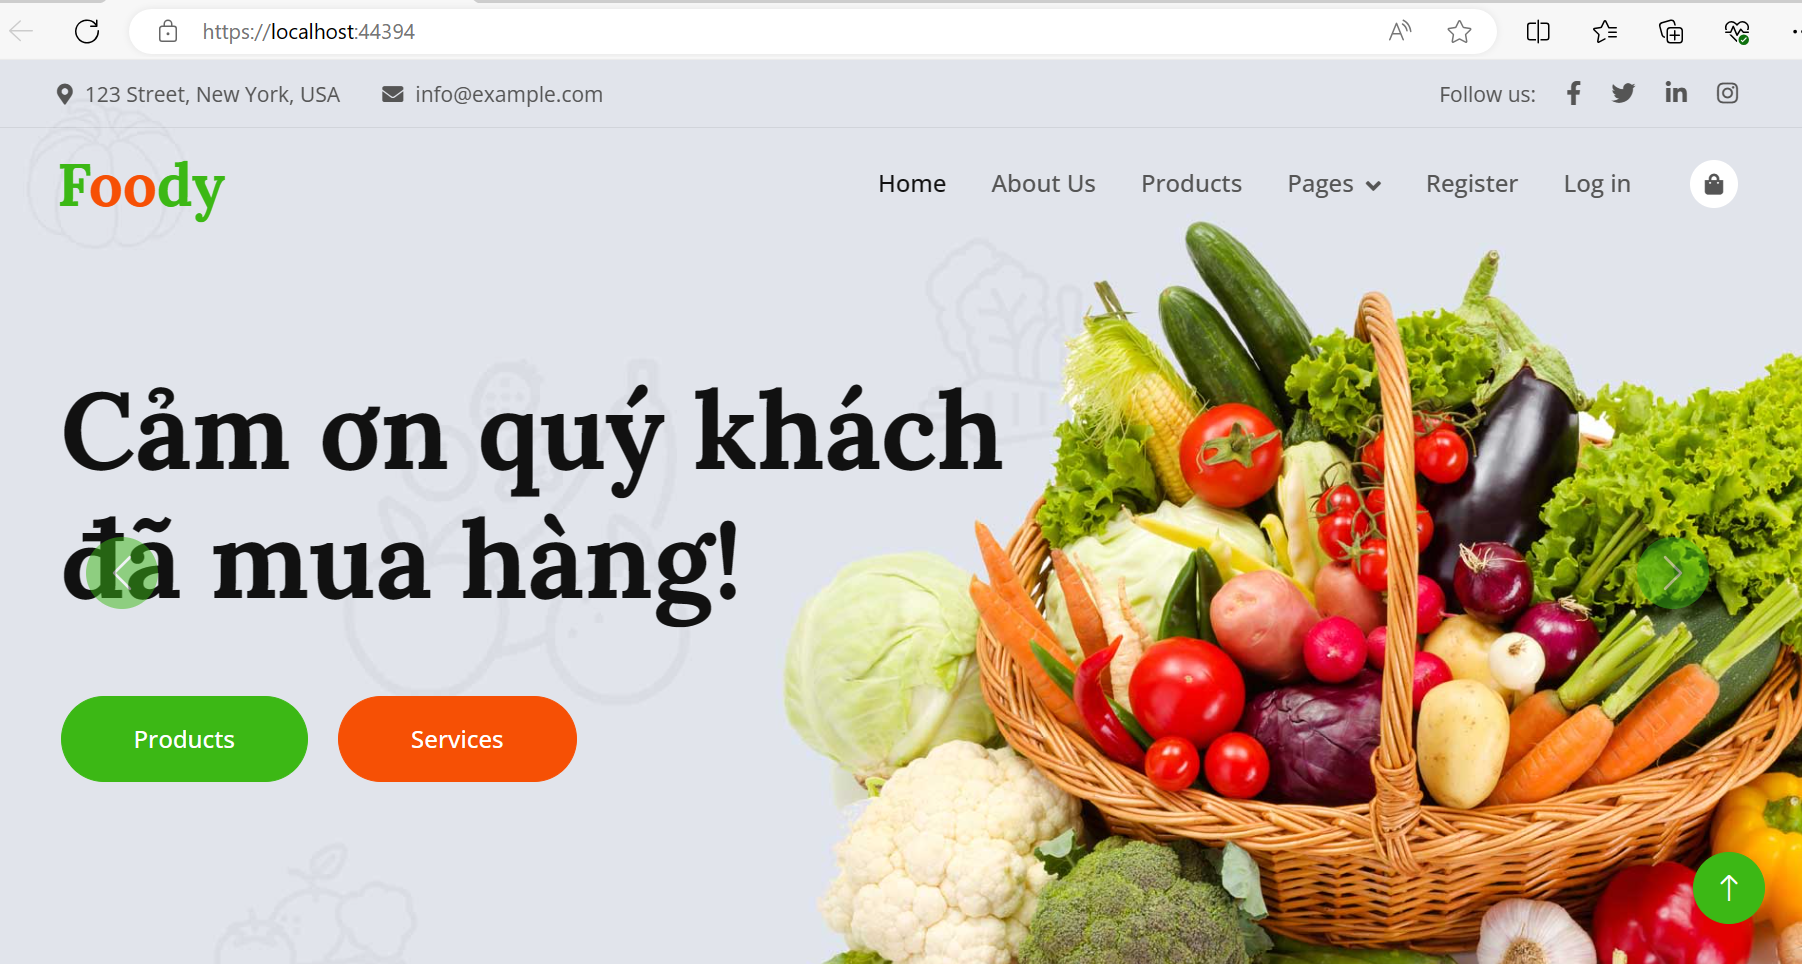 https://localhost:44394
123 Street, New York, USA info@example.com Follow us:
Foody
Home About Us Products Pages Register Log in
Cảm ơn quý khách
đã mua hàng!
Products Services